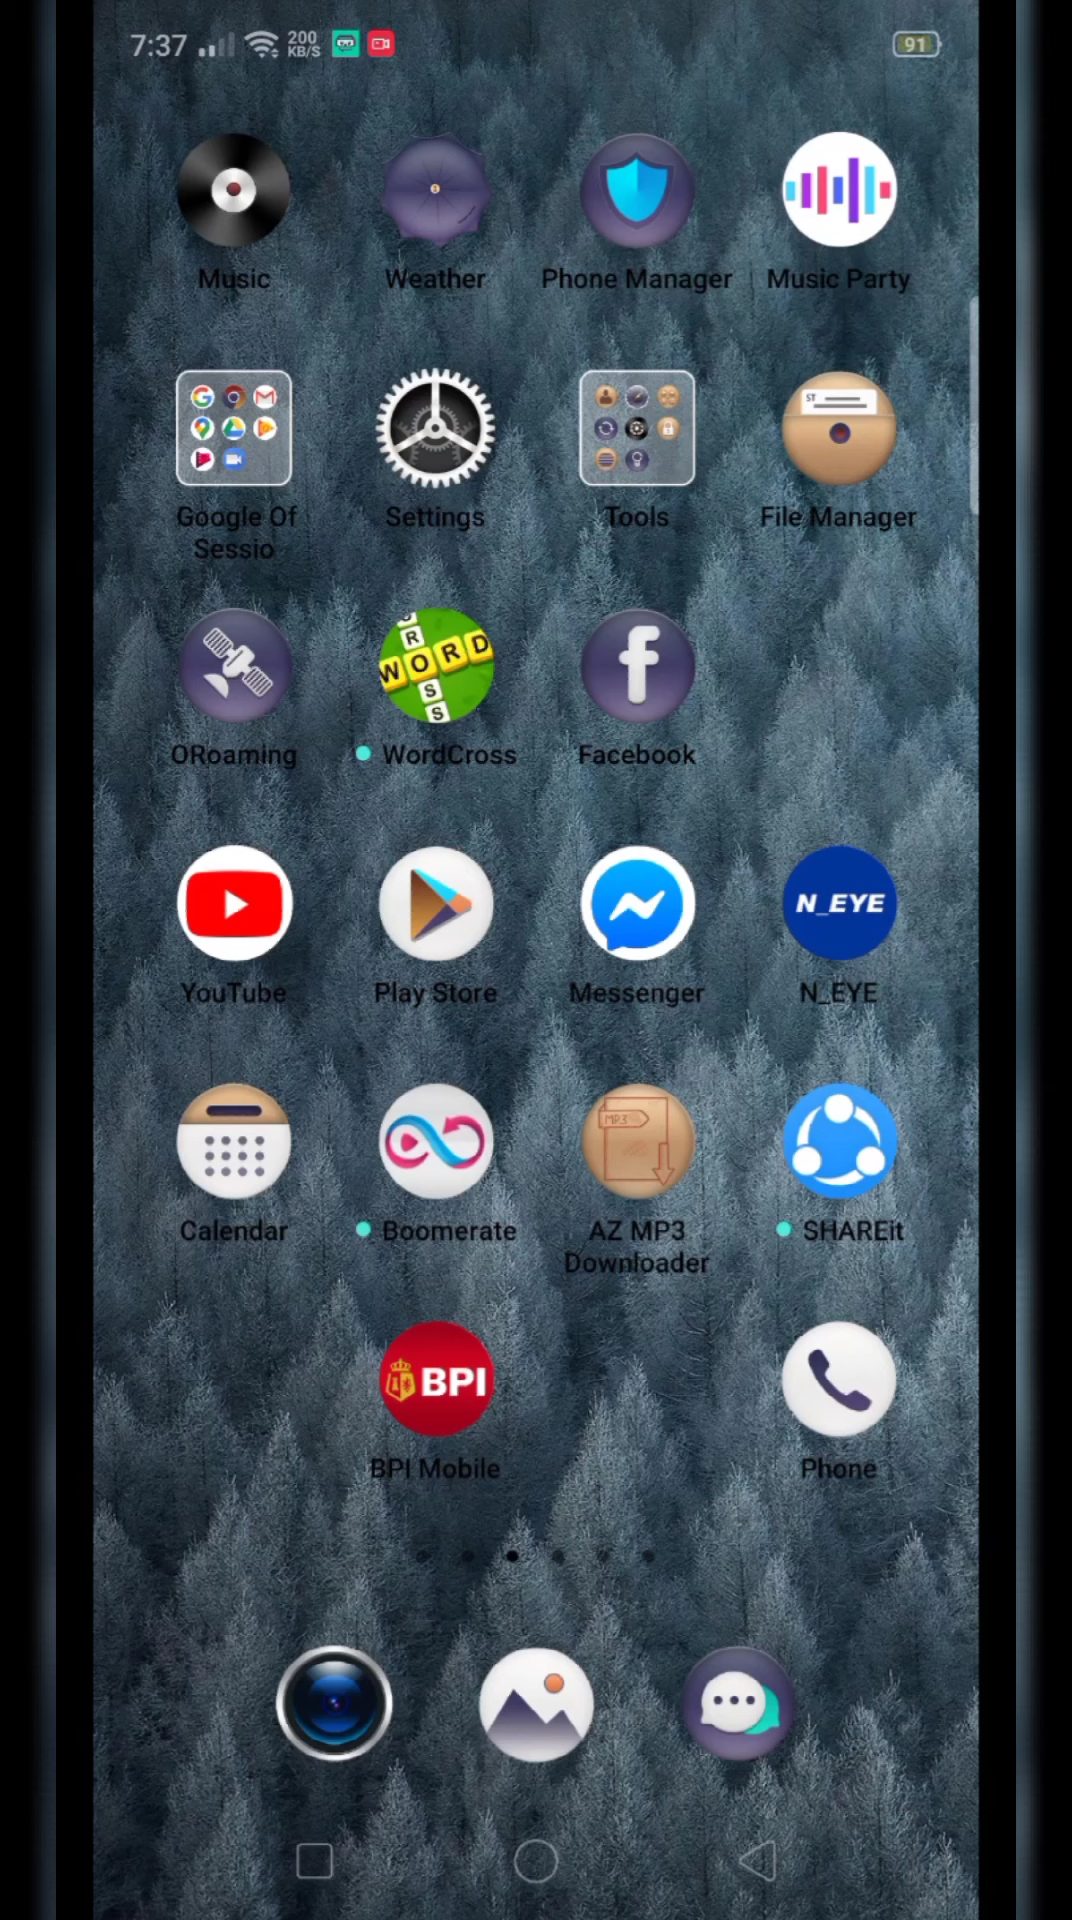 7:37 200 KB/S 91
Music Weather Phone Manager Music Party
ST
Google Of Sessio Settings Tools File Manager
R
WORD
S
S
ORoaming WordCross Facebook
N_EYE
YouTube Play Store Messenger N_EYE
MP3
Calendar Boomerate AZ MP3 Downloader SHAREit
BPI
BPI Mobile Phone